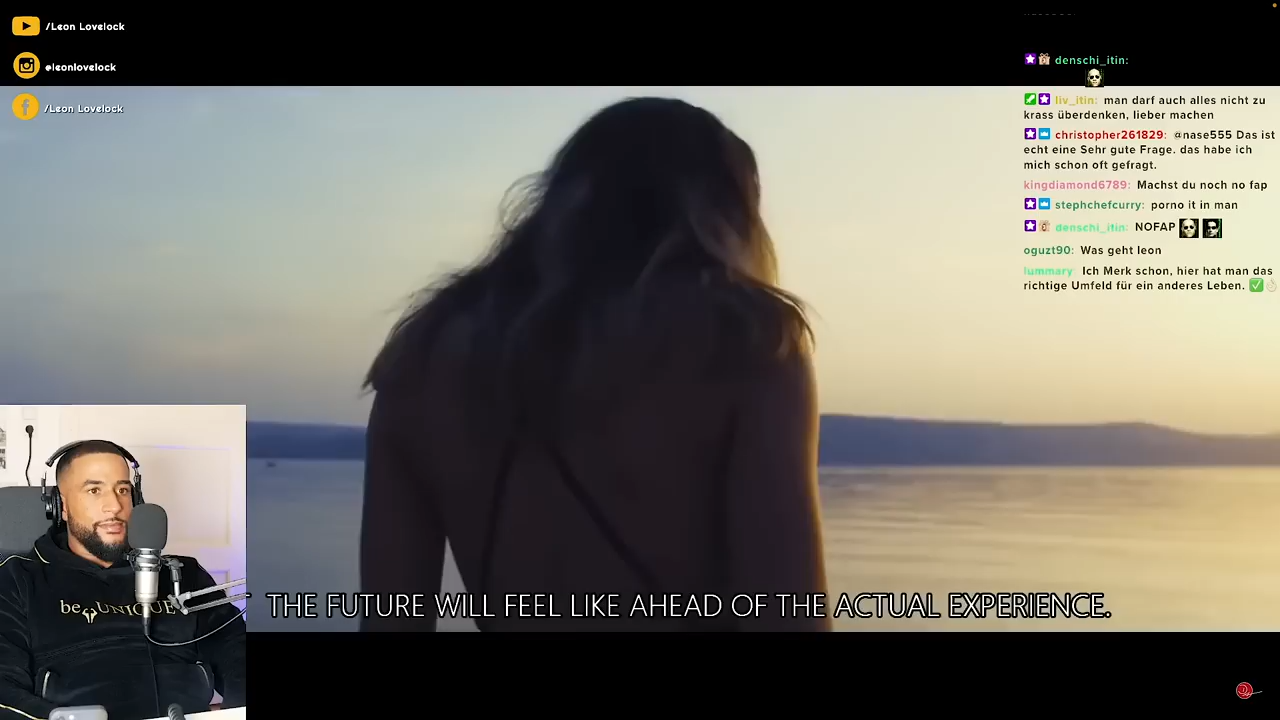 /Leon Lovelock
@leonlovelock
/Leon Lovelock
denschi_itin:
liv_itin: man darf auch alles nicht zu
krass überdenken, lieber machen
christopher261829: @nase555 Das ist
echt eine Sehr gute Frage. das habe ich
mich schon oft gefragt.
kingdiamond6789: Machst du noch no fap
stephchefcurry: porno it in man
denschi_itin: NOFAP
oguzt90: Was geht leon
lummary: Ich Merk schon, hier hat man das
richtige Umfeld für ein anderes Leben.
be UNIQUE
THE FUTURE WILL FEEL LIKE AHEAD OF THE ACTUAL EXPERIENCE.